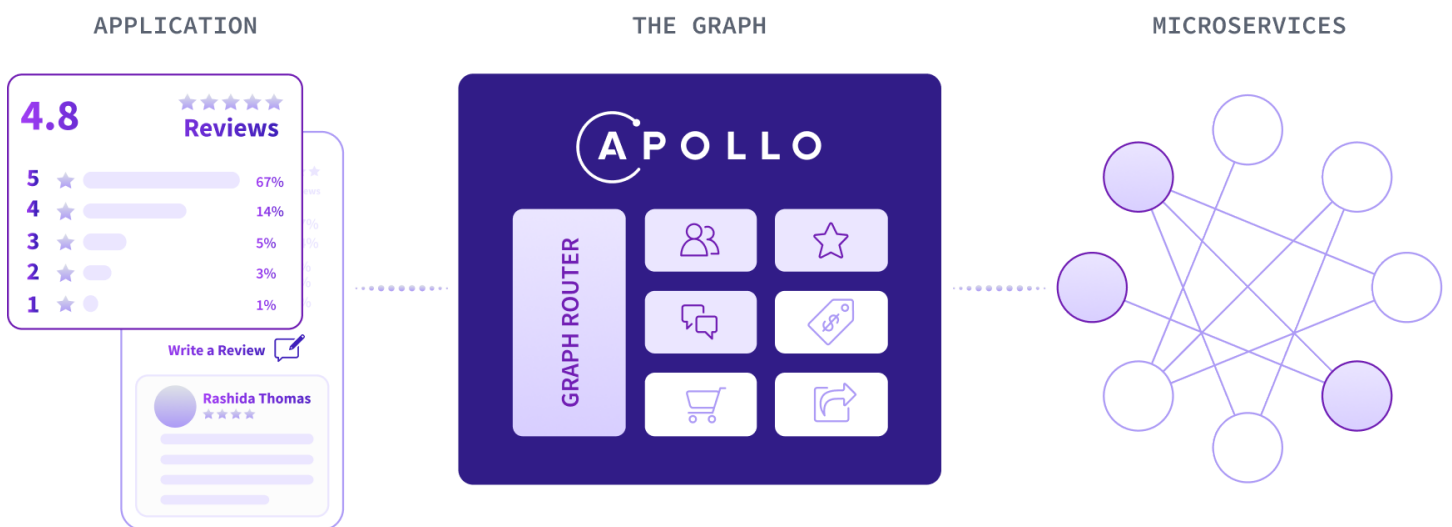 APPLICATION
THE GRAPH
MICROSERVICES
4.8
Reviews
5 67%
4 14%
3 5%
2 3%
1 1%
Write a Review
Rashida Thomas
APOLLO
GRAPH ROUTER
$